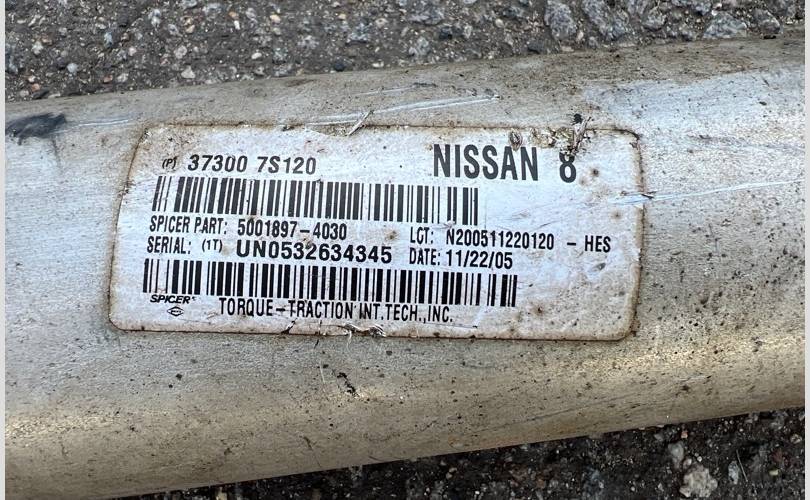 (P) 37300 7S120 NISSAN 8
SPICER PART: 5001897-4030 LOT: N200511220120 - HES
SERIAL: (1T) UN0532634345 DATE: 11/22/05
SPICER® TORQUE-TRACTION INT.TECH.,INC.